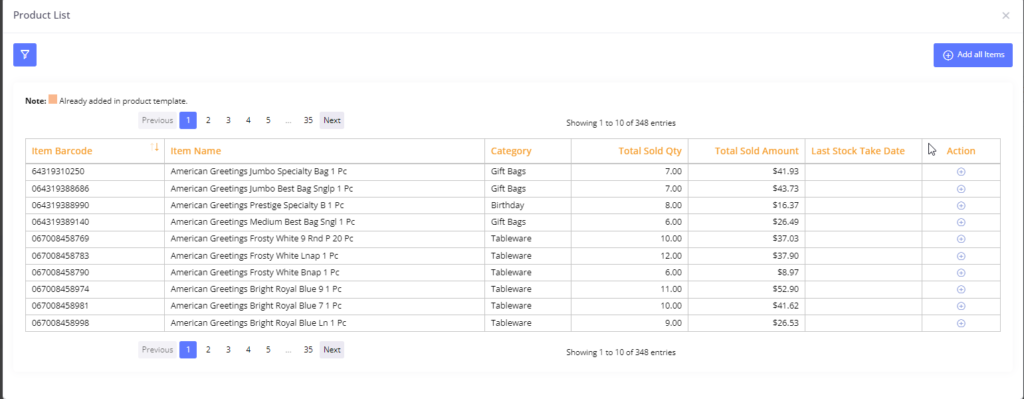 Product List
Add all Items
Note: Already added in product template.
Previous 1 2 3 4 5 ... 35 Next Showing 1 to 10 of 348 entries
Item Barcode Item Name Category Total Sold Qty Total Sold Amount Last Stock Take Date Action
64319310250 American Greetings Jumbo Specialty Bag 1 Pc Gift Bags 7.00 $41.93
064319388686 American Greetings Jumbo Best Bag Snglp 1 Pc Gift Bags 7.00 $43.73
064319388990 American Greetings Prestige Specialty B 1 Pc Birthday 8.00 $16.37
064319389140 American Greetings Medium Best Bag Sngl 1 Pc Gift Bags 6.00 $26.49
067008458769 American Greetings Frosty White 9 Rnd P 20 Pc Tableware 10.00 $37.03
067008458783 American Greetings Frosty White Lnap 1 Pc Tableware 12.00 $37.90
067008458790 American Greetings Frosty White Bnap 1 Pc Tableware 6.00 $8.97
067008458974 American Greetings Bright Royal Blue 9 1 Pc Tableware 11.00 $52.90
067008458981 American Greetings Bright Royal Blue 7 1 Pc Tableware 10.00 $41.62
067008458998 American Greetings Bright Royal Blue Ln 1 Pc Tableware 9.00 $26.53
Previous 1 2 3 4 5 ... 35 Next Showing 1 to 10 of 348 entries